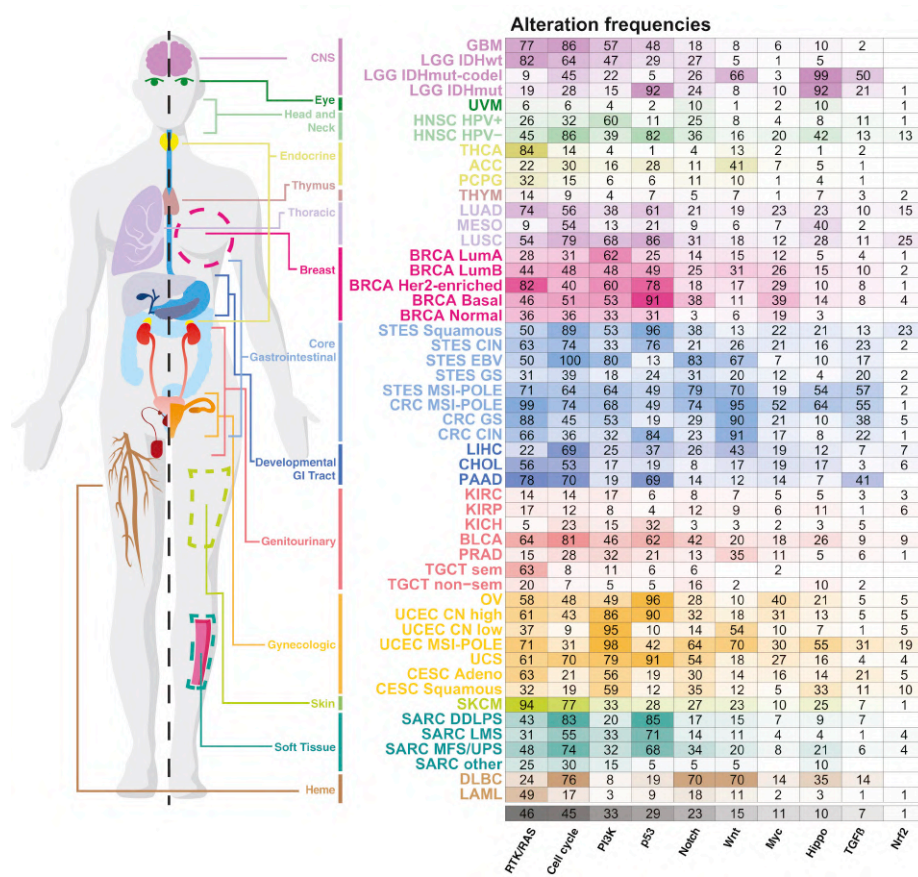 Alteration frequencies
CNS
Eye
Head and
Neck
Endocrine
Thymus
Thoracic
Breast
Core
Gastrointestinal
Developmental
GI Tract
Genitourinary
Gynecologic
Skin
Soft Tissue
Heme
GBM 77 86 57 48 18 8 6 10 2
LGG IDHwt 82 64 47 29 27 5 1 5
LGG IDHmut-codel 9 45 22 5 26 66 3 99 50
LGG IDHmut 19 28 15 92 24 8 10 92 21 1
UVM 6 6 4 2 10 1 2 10 1
HNSC HPV+ 26 32 60 11 25 8 4 8 11 1
HNSC HPV− 45 86 39 82 36 16 20 42 13 13
THCA 84 14 4 1 4 13 2 1 2
ACC 22 30 16 28 11 41 7 5 1
PCPG 32 15 6 6 11 10 1 4 1
THYM 14 9 4 7 5 7 1 7 3 2
LUAD 74 56 38 61 21 19 23 23 10 15
MESO 9 54 13 21 9 6 7 40 2
LUSC 54 79 68 86 31 18 12 28 11 25
BRCA LumA 28 31 62 25 14 15 12 5 4 1
BRCA LumB 44 48 48 49 25 31 26 15 10 2
BRCA Her2-enriched 82 40 60 78 18 17 29 10 8 1
BRCA Basal 46 51 53 91 38 11 39 14 8 4
BRCA Normal 36 36 33 31 3 6 19 3
STES Squamous 50 89 53 96 38 13 22 21 13 23
STES CIN 63 74 33 76 21 26 21 16 23 2
STES EBV 50 100 80 13 83 67 7 10 17
STES GS 31 39 18 24 31 20 12 4 20 2
STES MSI-POLE 71 64 64 49 79 70 19 54 57 2
CRC MSI-POLE 99 74 68 49 74 95 52 64 55 1
CRC GS 88 45 53 19 29 90 21 10 38 5
CRC CIN 66 36 32 84 23 91 17 8 22 1
LIHC 22 69 25 37 26 43 19 12 7 7
CHOL 56 53 17 19 8 17 19 17 3 6
PAAD 78 70 19 69 14 12 14 7 41
KIRC 14 14 17 6 8 7 5 5 3 3
KIRP 17 12 8 4 12 9 6 11 1 6
KICH 5 23 15 32 3 3 2 3 5
BLCA 64 81 46 62 42 20 18 26 9 9
PRAD 15 28 32 21 13 35 11 5 6 1
TGCT sem 63 8 11 6 6 2
TGCT non−sem 20 7 5 5 16 2 10 2
OV 58 48 49 96 28 10 40 21 5 5
UCEC CN high 61 43 86 90 32 18 31 13 5 5
UCEC CN low 37 9 95 10 14 54 10 7 1 5
UCEC MSI-POLE 71 31 98 42 64 70 30 55 31 19
UCS 61 70 79 91 54 18 27 16 4 4
CESC Adeno 63 21 56 19 30 14 16 14 21 5
CESC Squamous 32 19 59 12 35 12 5 33 11 10
SKCM 94 77 33 28 27 23 10 25 7 1
SARC DDLPS 43 83 20 85 17 15 7 9 7
SARC LMS 31 55 33 71 14 11 4 4 1 4
SARC MFS/UPS 48 74 32 68 34 20 8 21 6 4
SARC other 25 30 15 5 5 5 10
DLBC 24 76 8 19 70 70 14 35 14
LAML 49 17 3 9 18 11 2 3 1 1
46 45 33 29 23 15 11 10 7 1
RTK/RAS Cell cycle PI3K p53 Notch Wnt Myc Hippo TGFß Nrf2